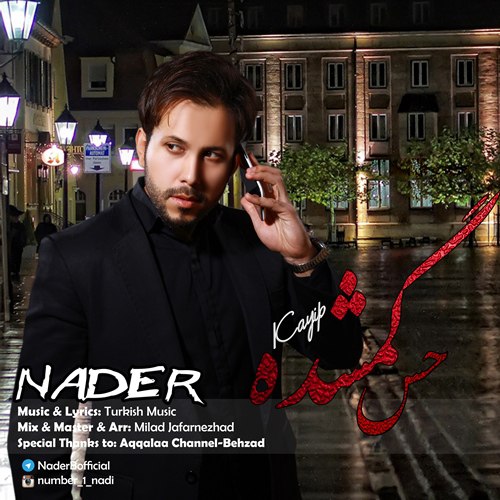 Kayıp
حس گمشده
NADER
Music & Lyrics: Turkish Music
Mix & Master & Arr: Milad Jafarnezhad
Special Thanks to: Aqqalaa Channel-Behzad
NaderBofficial
number_1_nadi